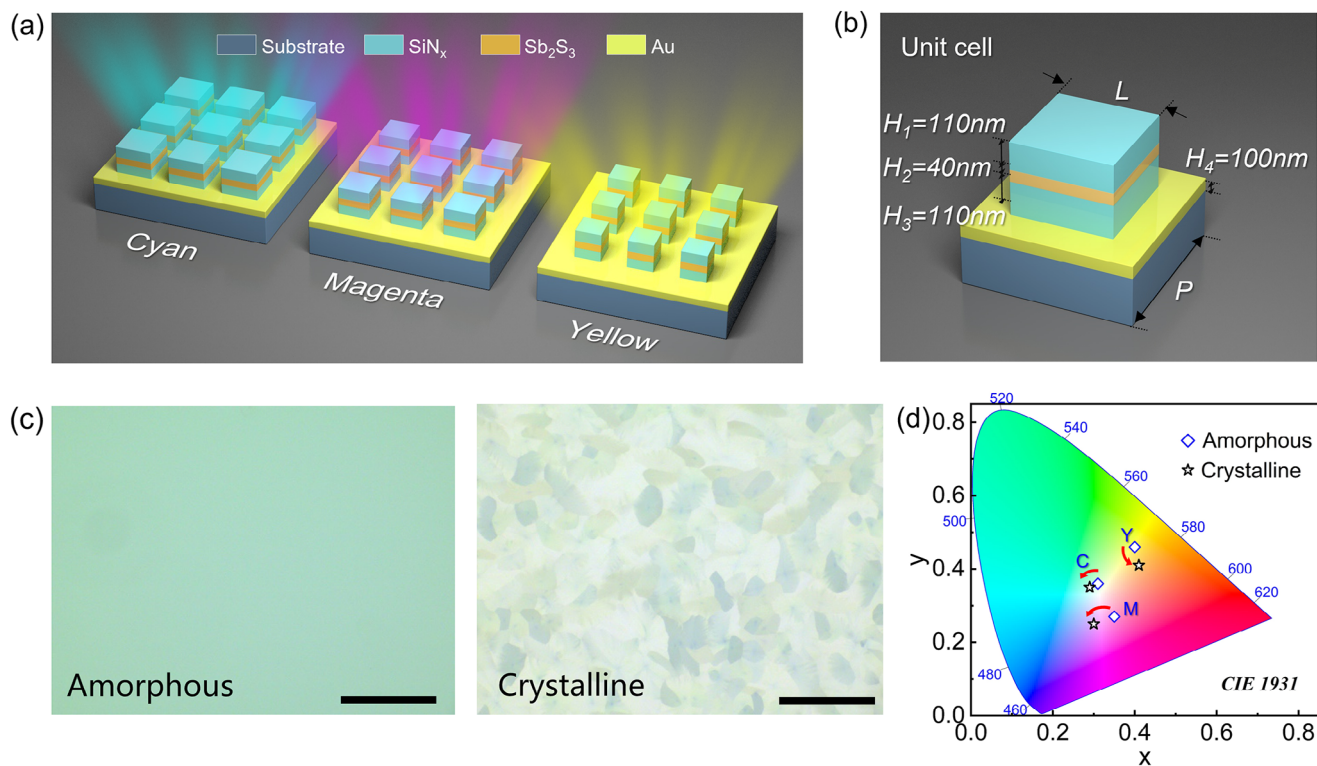 (a)
Substrate SiNₓ Sb₂S₃ Au
Cyan
Magenta
Yellow
(b)
Unit cell
L
H₁=110nm
H₂=40nm
H₃=110nm
H₄=100nm
P
(c)
Amorphous
Crystalline
(d)
Amorphous
Crystalline
520
540
560
500
580
600
620
480
460
Y
C
M
CIE 1931
0.8
0.6
0.4
0.2
0.0
y
0.0 0.2 0.4 0.6 0.8
x